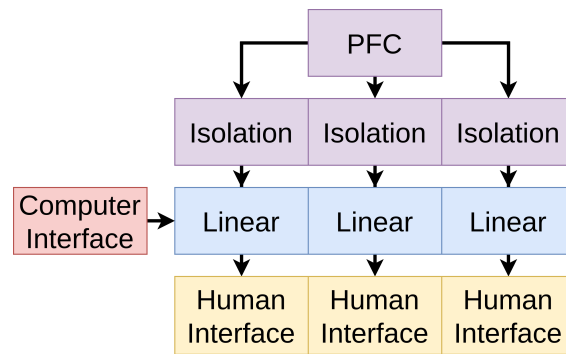 PFC
Isolation Isolation Isolation
Computer
Interface
Linear Linear Linear
Human Human Human
Interface Interface Interface